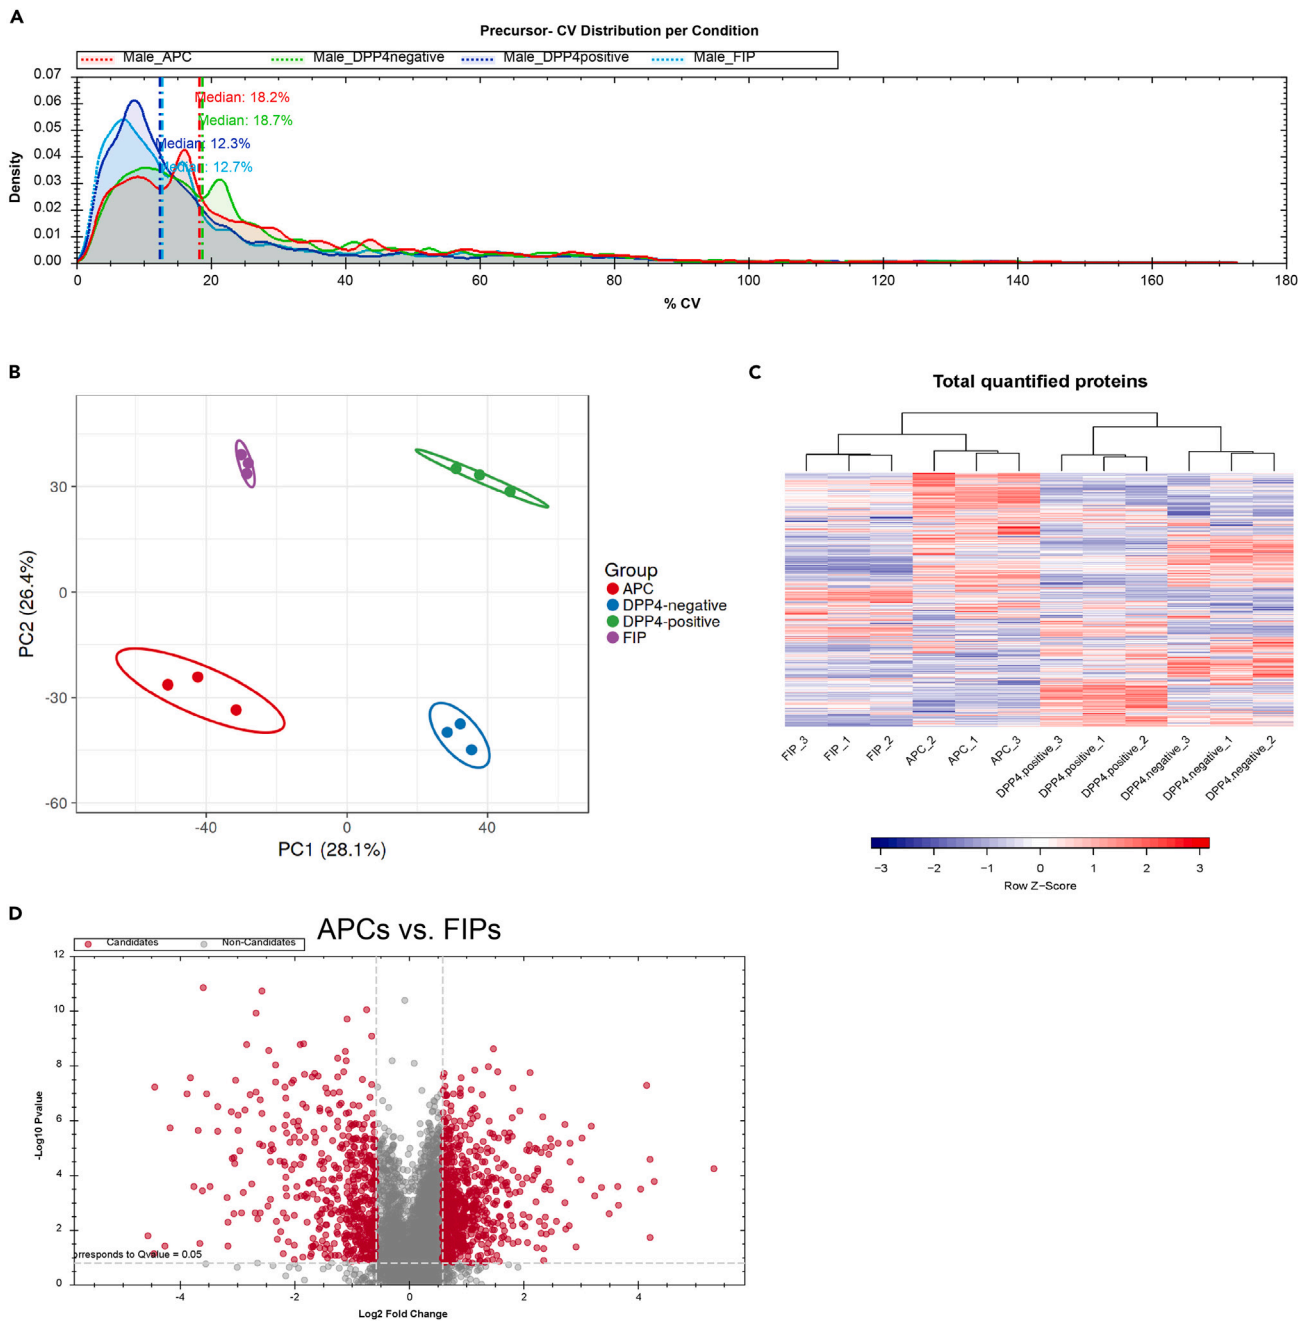 A
Precursor- CV Distribution per Condition
Male_APC Male_DPP4negative Male_DPP4positive Male_FIP
0.07
0.06
0.05
0.04
0.03
0.02
0.01
0.00
Density
Median: 18.2%
Median: 18.7%
Median: 12.3%
Median: 12.7%
0 20 40 60 80 100 120 140 160 180
% CV
B
30
0
-30
-60
PC2 (26.4%)
-40 0 40
PC1 (28.1%)
Group
APC
DPP4-negative
DPP4-positive
FIP
C
Total quantified proteins
FIP_3 FIP_1 FIP_2 APC_2 APC_1 APC_3 DPP4.positive_3 DPP4.positive_1 DPP4.positive_2 DPP4.negative_3 DPP4.negative_1 DPP4.negative_2
−3 −2 −1 0 1 2 3
Row Z−Score
D
APCs vs. FIPs
Candidates Non-Candidates
12
10
8
6
4
2
0
-Log10 Pvalue
orresponds to Qvalue = 0.05
-4 -2 0 2 4
Log2 Fold Change